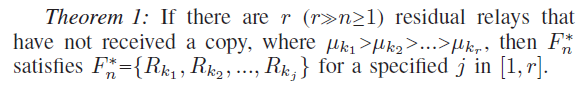 Theorem 1: If there are r (r≫n≥1) residual relays that
have not received a copy, where μk1>μk2>...>μkr, then F*n
satisfies F*n={Rk1, Rk2, ..., Rkj} for a specified j in [1, r].